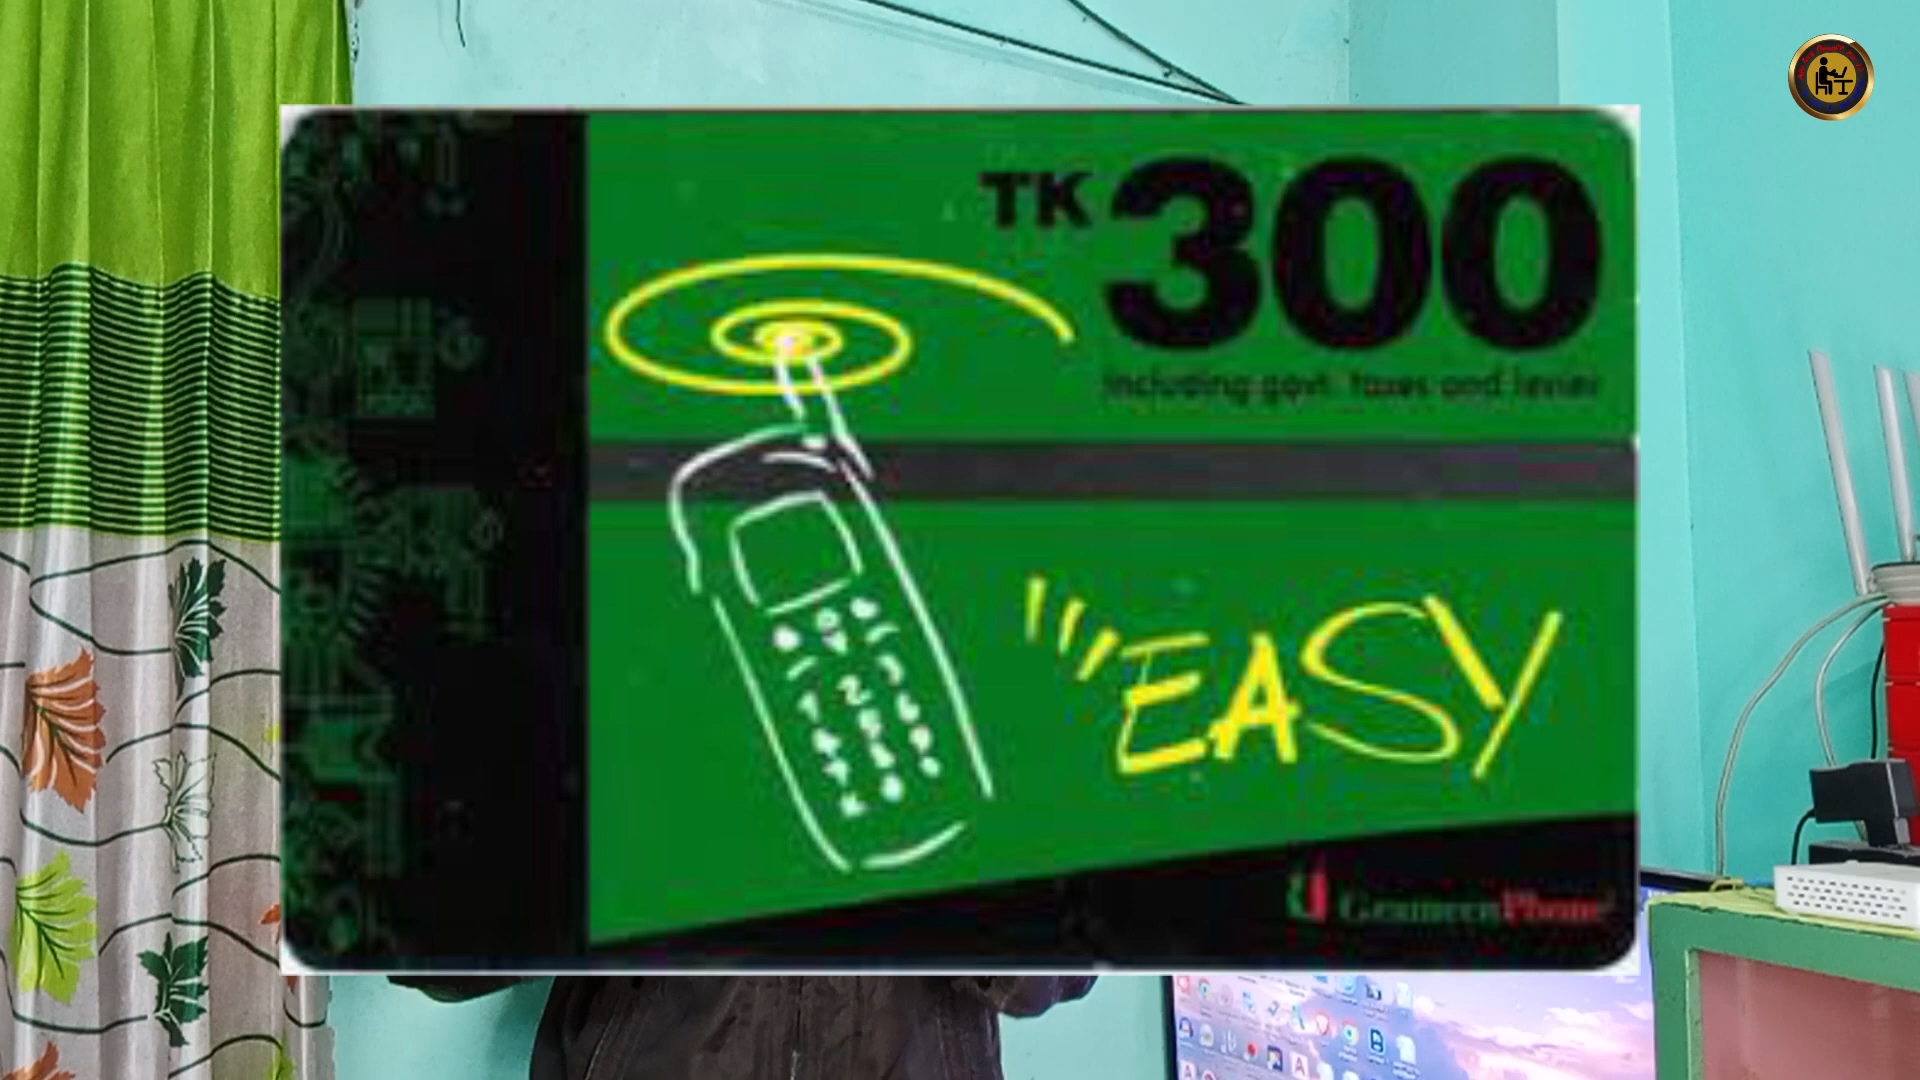 TK 300
including govt. taxes and levies
"EASY
GrameenPhone